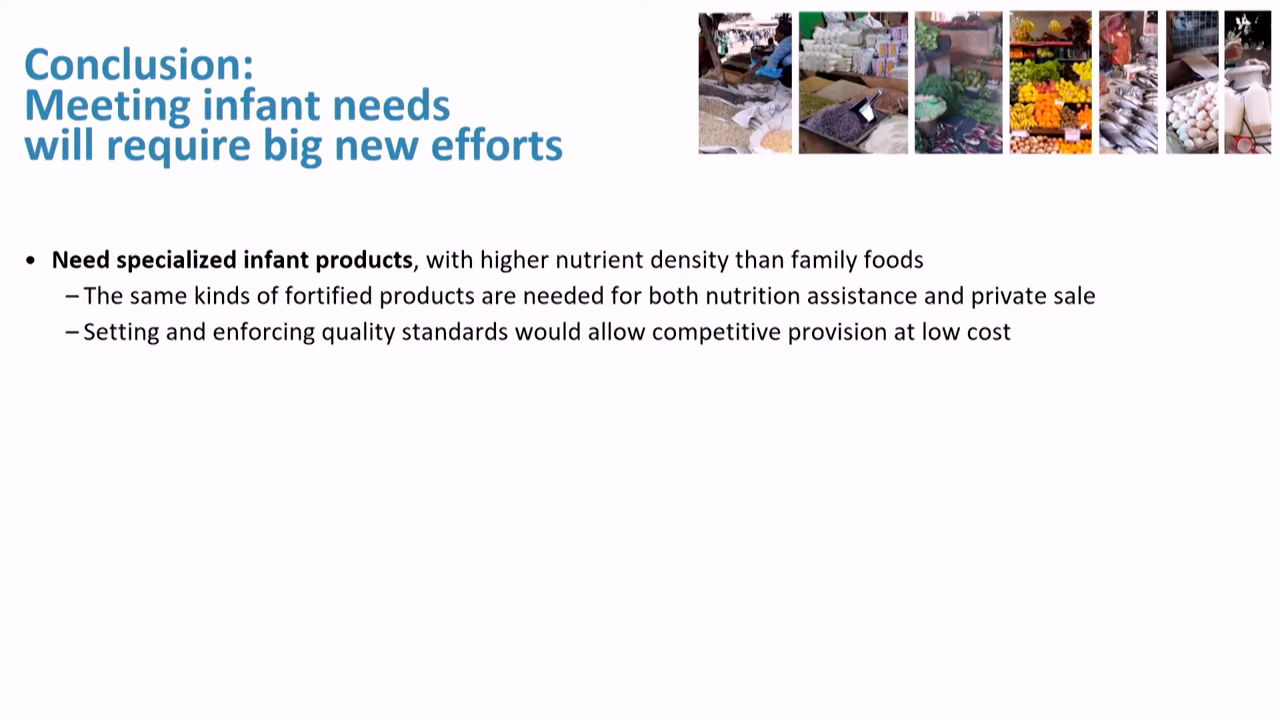 Conclusion:
Meeting infant needs
will require big new efforts
• Need specialized infant products, with higher nutrient density than family foods
– The same kinds of fortified products are needed for both nutrition assistance and private sale
– Setting and enforcing quality standards would allow competitive provision at low cost